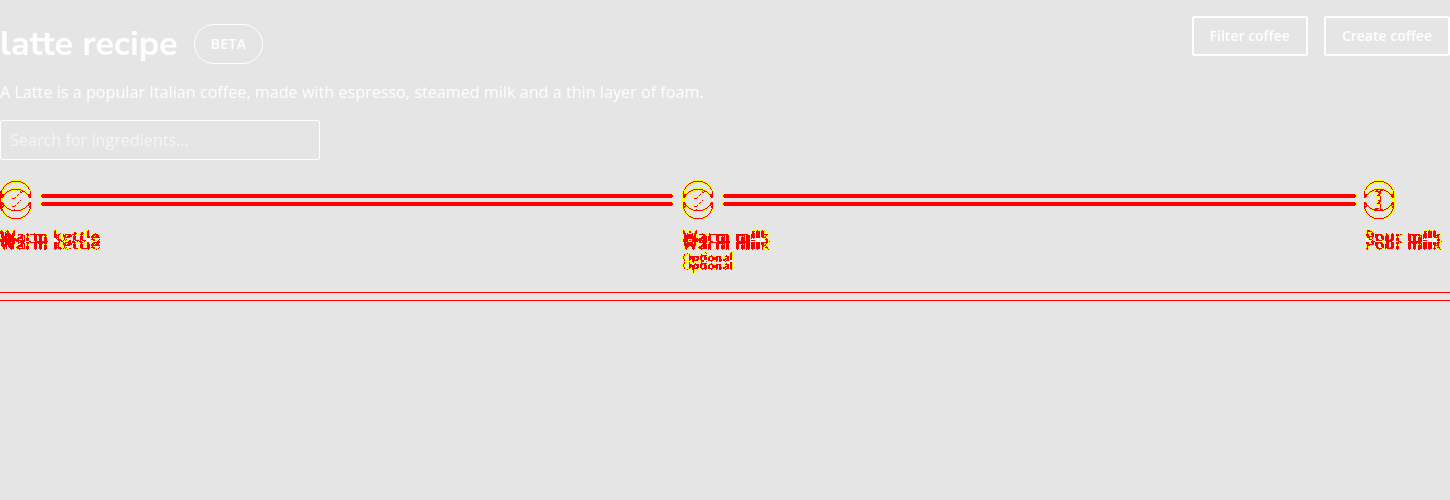 latte recipe BETA Filter coffee Create coffee
A Latte is a popular Italian coffee, made with espresso, steamed milk and a thin layer of foam.
Search for ingredients...
3
Warm kettle Warm milk Pour milk
Optional
Optional